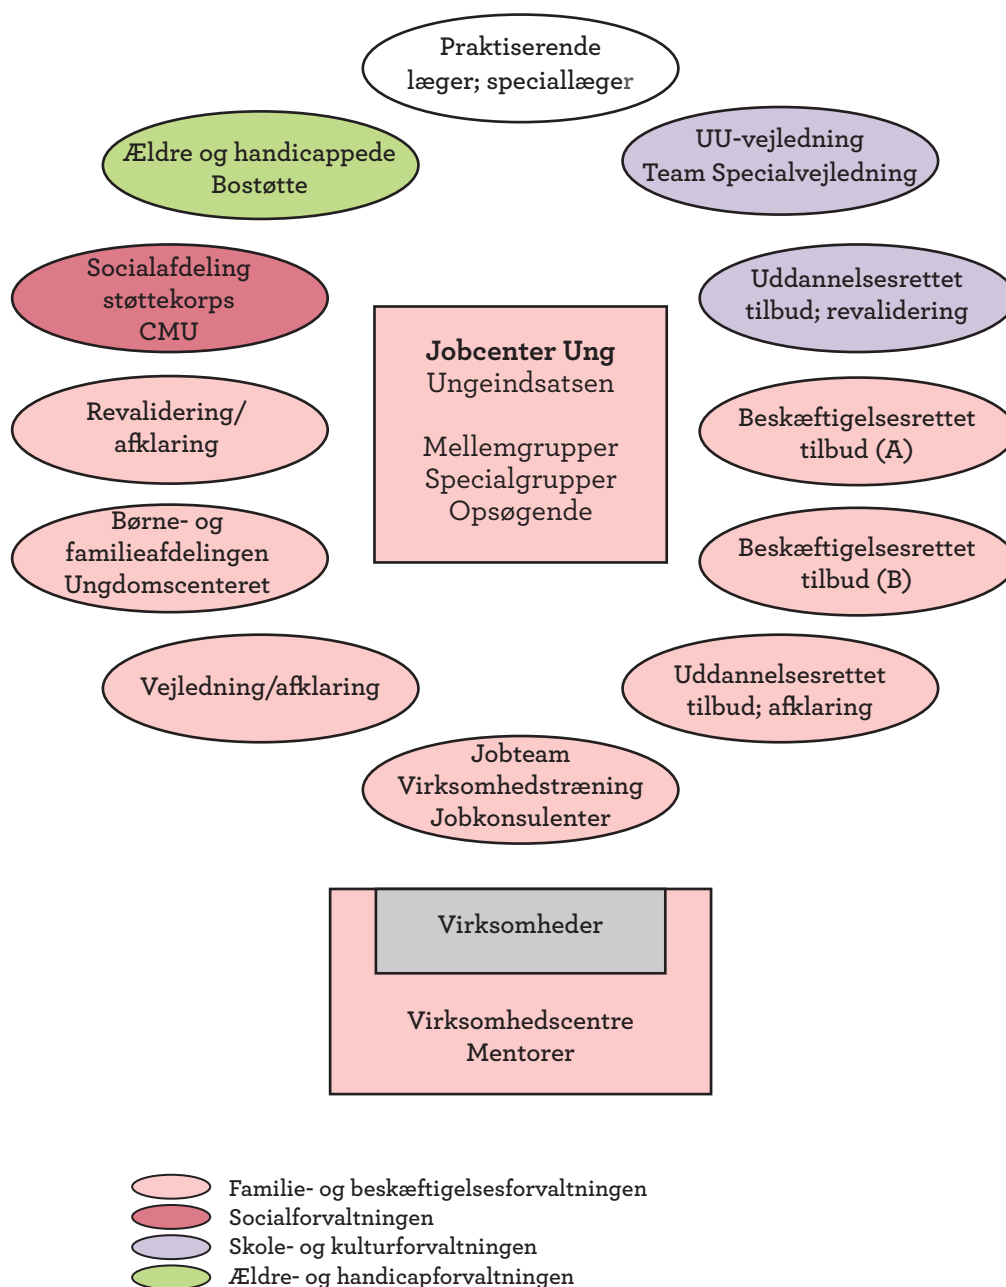 Praktiserende
læger; speciallæger
Ældre og handicappede
Bostøtte
UU-vejledning
Team Specialvejledning
Socialafdeling
støttekorps
CMU
Uddannelsesrettet
tilbud; revalidering
Jobcenter Ung
Ungeindsatsen
Mellemgrupper
Specialgrupper
Opsøgende
Revalidering/
afklaring
Beskæftigelsesrettet
tilbud (A)
Børne- og
familieafdelingen
Ungdomscenteret
Beskæftigelsesrettet
tilbud (B)
Vejledning/afklaring
Uddannelsesrettet
tilbud; afklaring
Jobteam
Virksomhedstræning
Jobkonsulenter
Virksomheder
Virksomhedscentre
Mentorer
Familie- og beskæftigelsesforvaltningen
Socialforvaltningen
Skole- og kulturforvaltningen
Ældre- og handicapforvaltningen